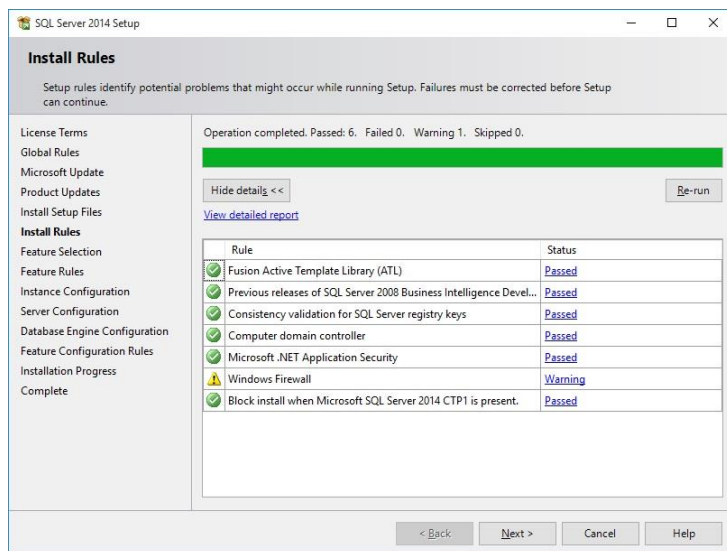 SQL Server 2014 Setup
Install Rules
Setup rules identify potential problems that might occur while running Setup. Failures must be corrected before Setup
can continue.
License Terms
Global Rules
Microsoft Update
Product Updates
Install Setup Files
Install Rules
Feature Selection
Feature Rules
Instance Configuration
Server Configuration
Database Engine Configuration
Feature Configuration Rules
Installation Progress
Complete
Operation completed. Passed: 6. Failed 0. Warning 1. Skipped 0.
Hide details <<
Re-run
View detailed report
Rule Status
Fusion Active Template Library (ATL) Passed
Previous releases of SQL Server 2008 Business Intelligence Devel... Passed
Consistency validation for SQL Server registry keys Passed
Computer domain controller Passed
Microsoft .NET Application Security Passed
Windows Firewall Warning
Block install when Microsoft SQL Server 2014 CTP1 is present. Passed
< Back Next > Cancel Help